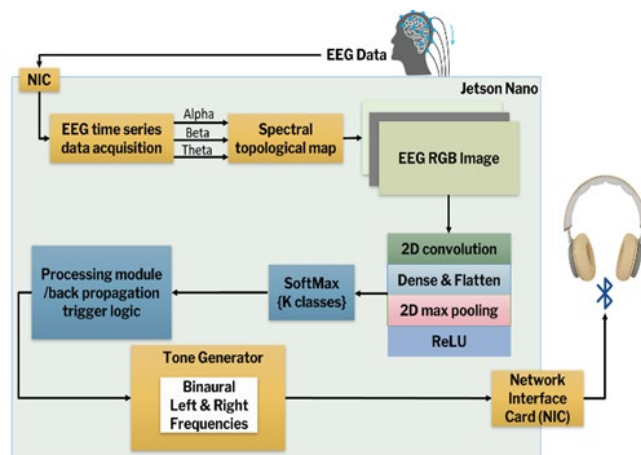 EEG Data
NIC
Jetson Nano
EEG time series
data acquisition
Alpha
Beta
Theta
Spectral
topological map
EEG RGB Image
2D convolution
Dense & Flatten
2D max pooling
ReLU
SoftMax
{K classes}
Processing module
/back propagation
trigger logic
Tone Generator
Binaural
Left & Right
Frequencies
Network
Interface
Card (NIC)